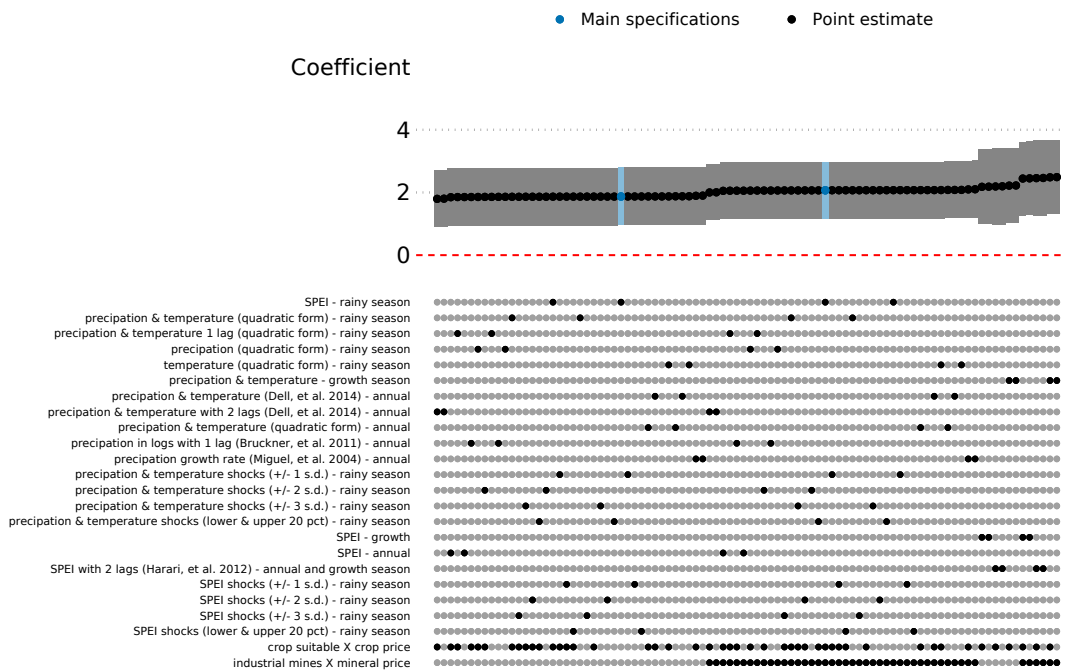 Main specifications
Point estimate
Coefficient
4
2
0
SPEI - rainy season
precipation & temperature (quadratic form) - rainy season
precipation & temperature 1 lag (quadratic form) - rainy season
precipation (quadratic form) - rainy season
temperature (quadratic form) - rainy season
precipation & temperature - growth season
precipation & temperature (Dell, et al. 2014) - annual
precipation & temperature with 2 lags (Dell, et al. 2014) - annual
precipation & temperature (quadratic form) - annual
precipation in logs with 1 lag (Bruckner, et al. 2011) - annual
precipation growth rate (Miguel, et al. 2004) - annual
precipation & temperature shocks (+/- 1 s.d.) - rainy season
precipation & temperature shocks (+/- 2 s.d.) - rainy season
precipation & temperature shocks (+/- 3 s.d.) - rainy season
precipation & temperature shocks (lower & upper 20 pct) - rainy season
SPEI - growth
SPEI - annual
SPEI with 2 lags (Harari, et al. 2012) - annual and growth season
SPEI shocks (+/- 1 s.d.) - rainy season
SPEI shocks (+/- 2 s.d.) - rainy season
SPEI shocks (+/- 3 s.d.) - rainy season
SPEI shocks (lower & upper 20 pct) - rainy season
crop suitable X crop price
industrial mines X mineral price